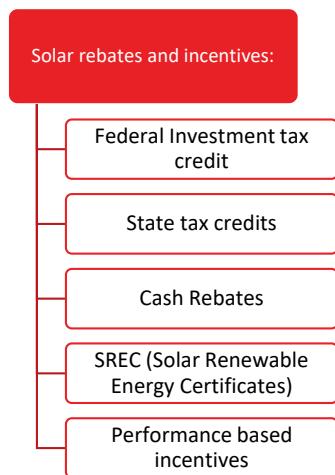 Solar rebates and incentives:
Federal Investment tax
credit
State tax credits
Cash Rebates
SREC (Solar Renewable
Energy Certificates)
Performance based
incentives